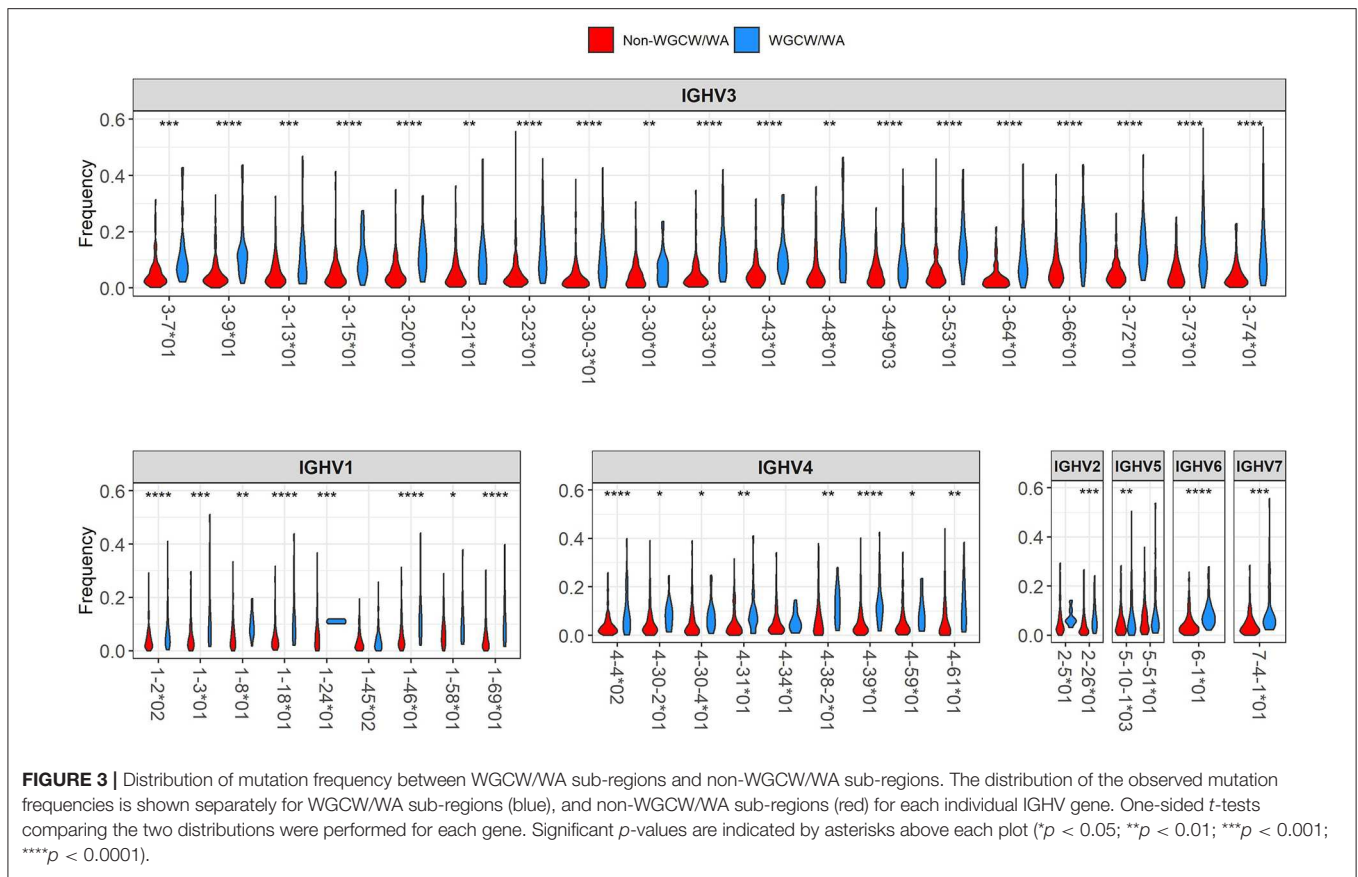 Non-WGCW/WA WGCW/WA
IGHV3
*** **** *** **** **** ** **** **** ** **** **** ** **** **** **** **** **** **** ****
Frequency
0.6
0.4
0.2
0.0
3-7*01 3-9*01 3-13*01 3-15*01 3-20*01 3-21*01 3-23*01 3-30-3*01 3-30*01 3-33*01 3-43*01 3-48*01 3-49*03 3-53*01 3-64*01 3-66*01 3-72*01 3-73*01 3-74*01
IGHV1
**** *** ** **** *** **** * ****
Frequency
0.6
0.4
0.2
0.0
1-2*02 1-3*01 1-8*01 1-18*01 1-24*01 1-45*02 1-46*01 1-58*01 1-69*01
IGHV4
**** * * ** ** **** * **
0.6
0.4
0.2
0.0
4-4*02 4-30-2*01 4-30-4*01 4-31*01 4-34*01 4-38-2*01 4-39*01 4-59*01 4-61*01
IGHV2 IGHV5 IGHV6 IGHV7
*** ** **** ***
0.6
0.4
0.2
0.0
2-5*01 2-26*01 5-10-1*03 5-51*01 6-1*01 7-4-1*01
FIGURE 3 | Distribution of mutation frequency between WGCW/WA sub-regions and non-WGCW/WA sub-regions. The distribution of the observed mutation
frequencies is shown separately for WGCW/WA sub-regions (blue), and non-WGCW/WA sub-regions (red) for each individual IGHV gene. One-sided t-tests
comparing the two distributions were performed for each gene. Significant p-values are indicated by asterisks above each plot (*p < 0.05; **p < 0.01; ***p < 0.001;
****p < 0.0001).